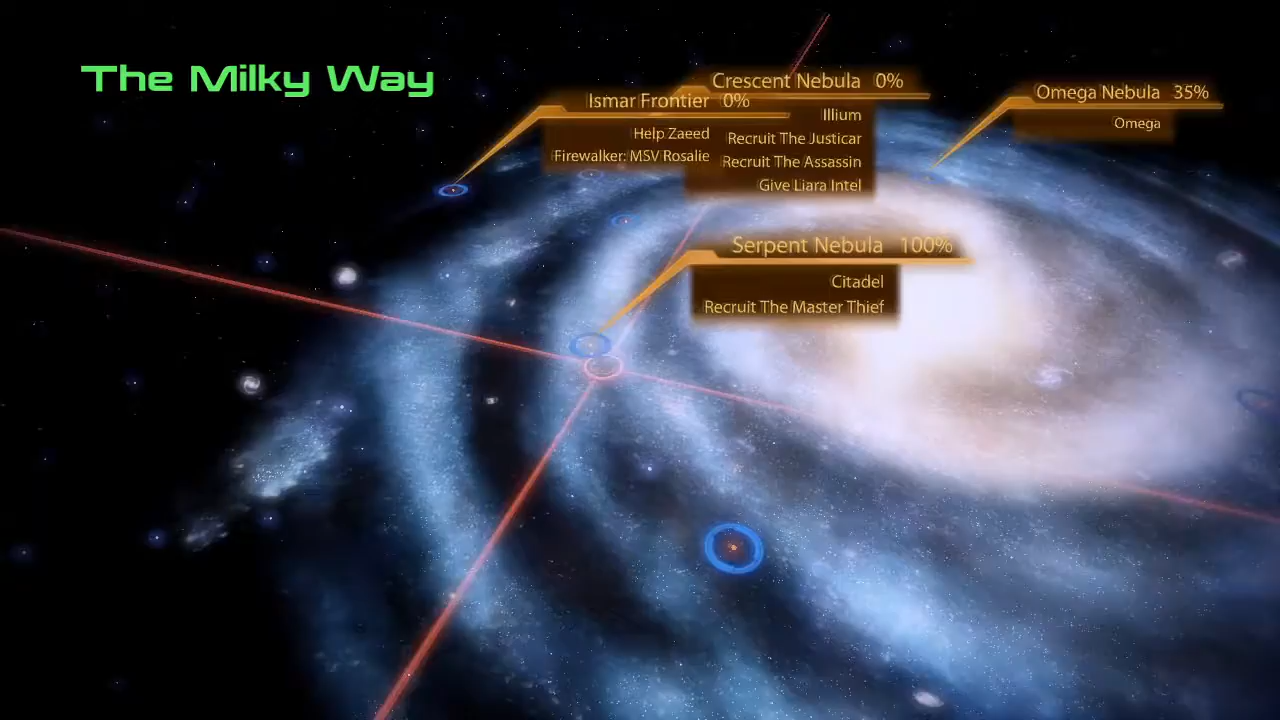 The Milky Way
Crescent Nebula 0%
Illium
Recruit The Justicar
Recruit The Assassin
Give Liara Intel
Ismar Frontier 0%
Help Zaeed
Firewalker: MSV Rosalie
Omega Nebula 35%
Omega
Serpent Nebula 100%
Citadel
Recruit The Master Thief